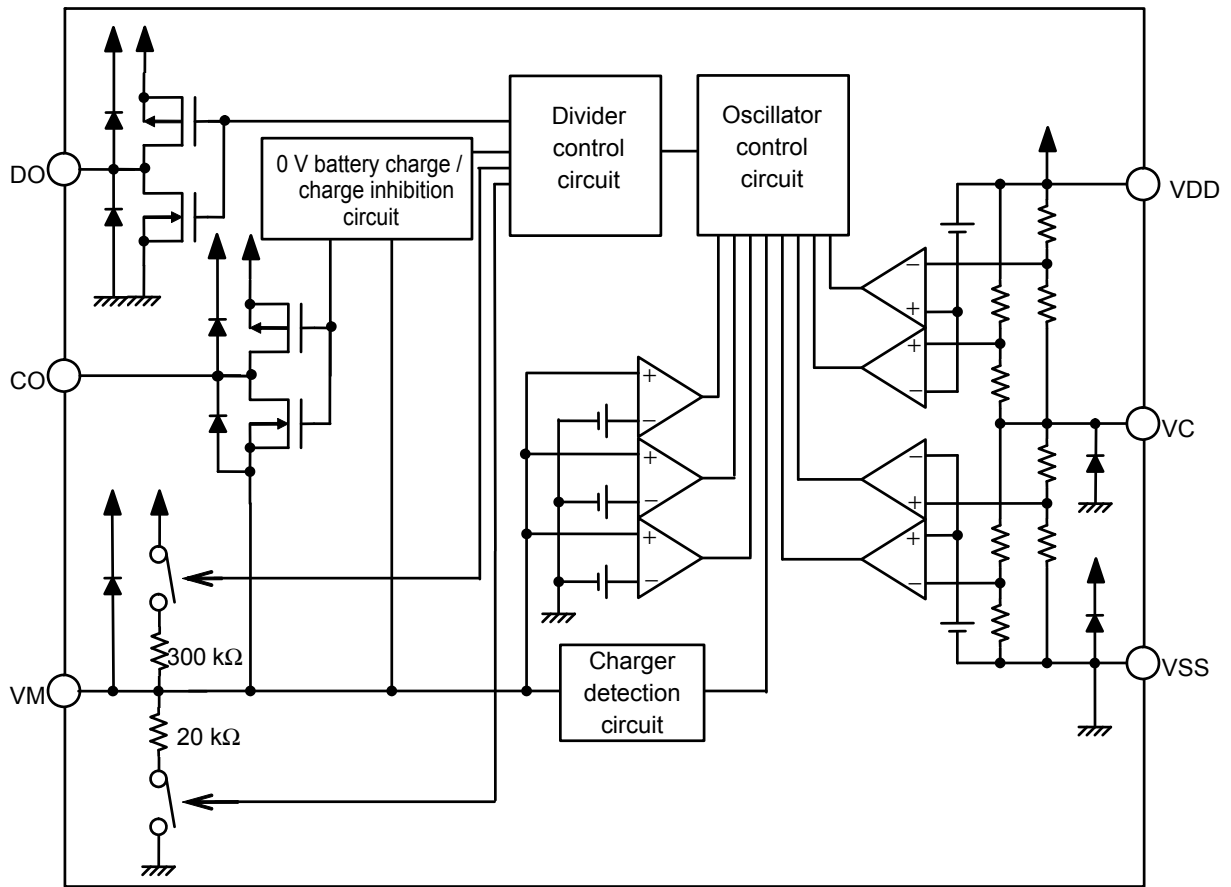 Divider
control
circuit
Oscillator
control
circuit
0 V battery charge /
charge inhibition
circuit
DO
VDD
CO
VC
−
+
+
−
−
+
+
−
+
−
+
−
+
−
300 kΩ
VM
Charger
detection
circuit
VSS
20 kΩ